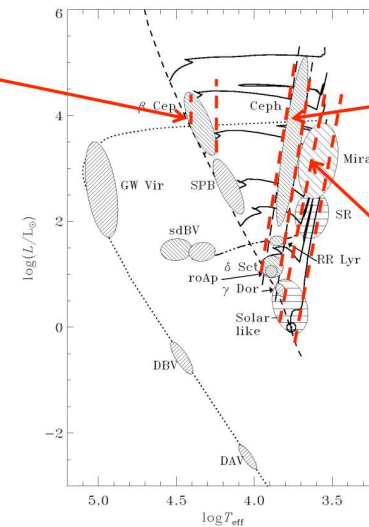 6
β Cep
Ceph
4
Mira
GW Vir
SPB
log(L/L⊙)
2
sdBV
SR
RR Lyr
δ Sct
roAp
γ Dor
Solar
like
0
DBV
−2
DAV
5.0 4.5 4.0 3.5
log Teff